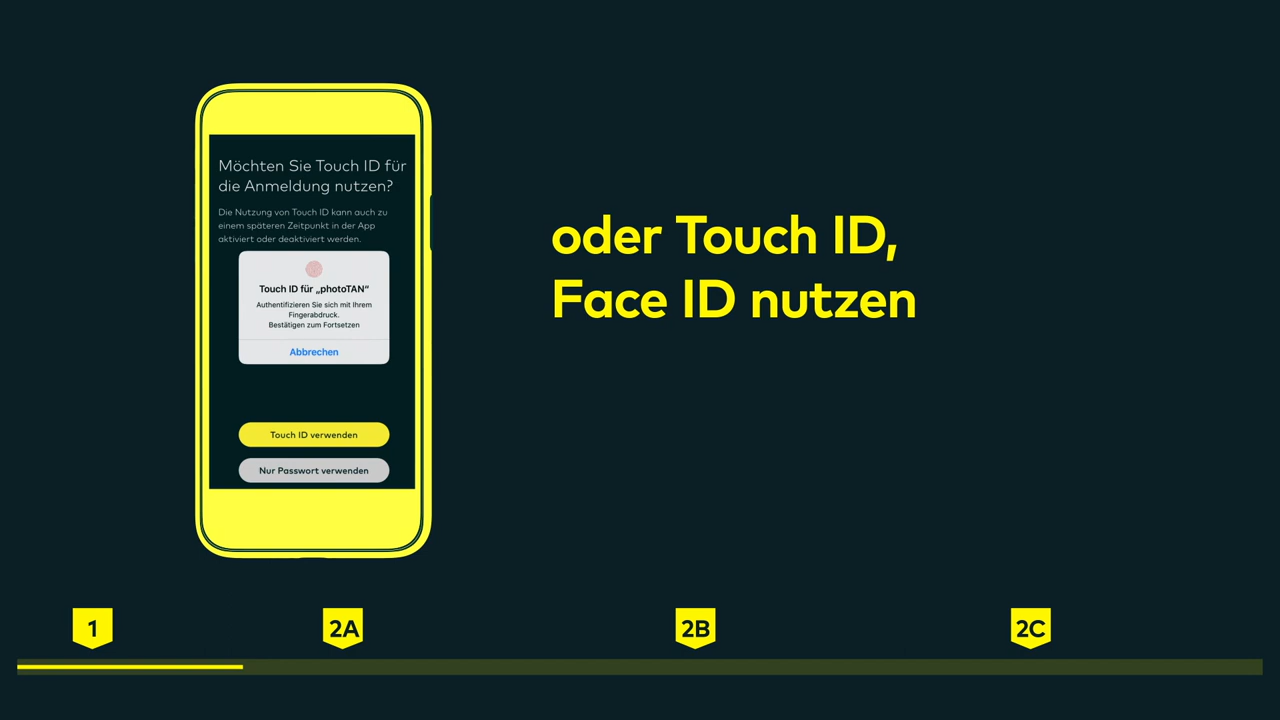 Möchten Sie Touch ID für
die Anmeldung nutzen?
Die Nutzung von Touch ID kann auch zu
einem späteren Zeitpunkt in der App
aktiviert oder deaktiviert werden.
Touch ID für „photoTAN“
Authentifizieren Sie sich mit Ihrem
Fingerabdruck.
Bestätigen zum Fortsetzen
Abbrechen
Touch ID verwenden
Nur Passwort verwenden
oder Touch ID,
Face ID nutzen
1
2A
2B
2C